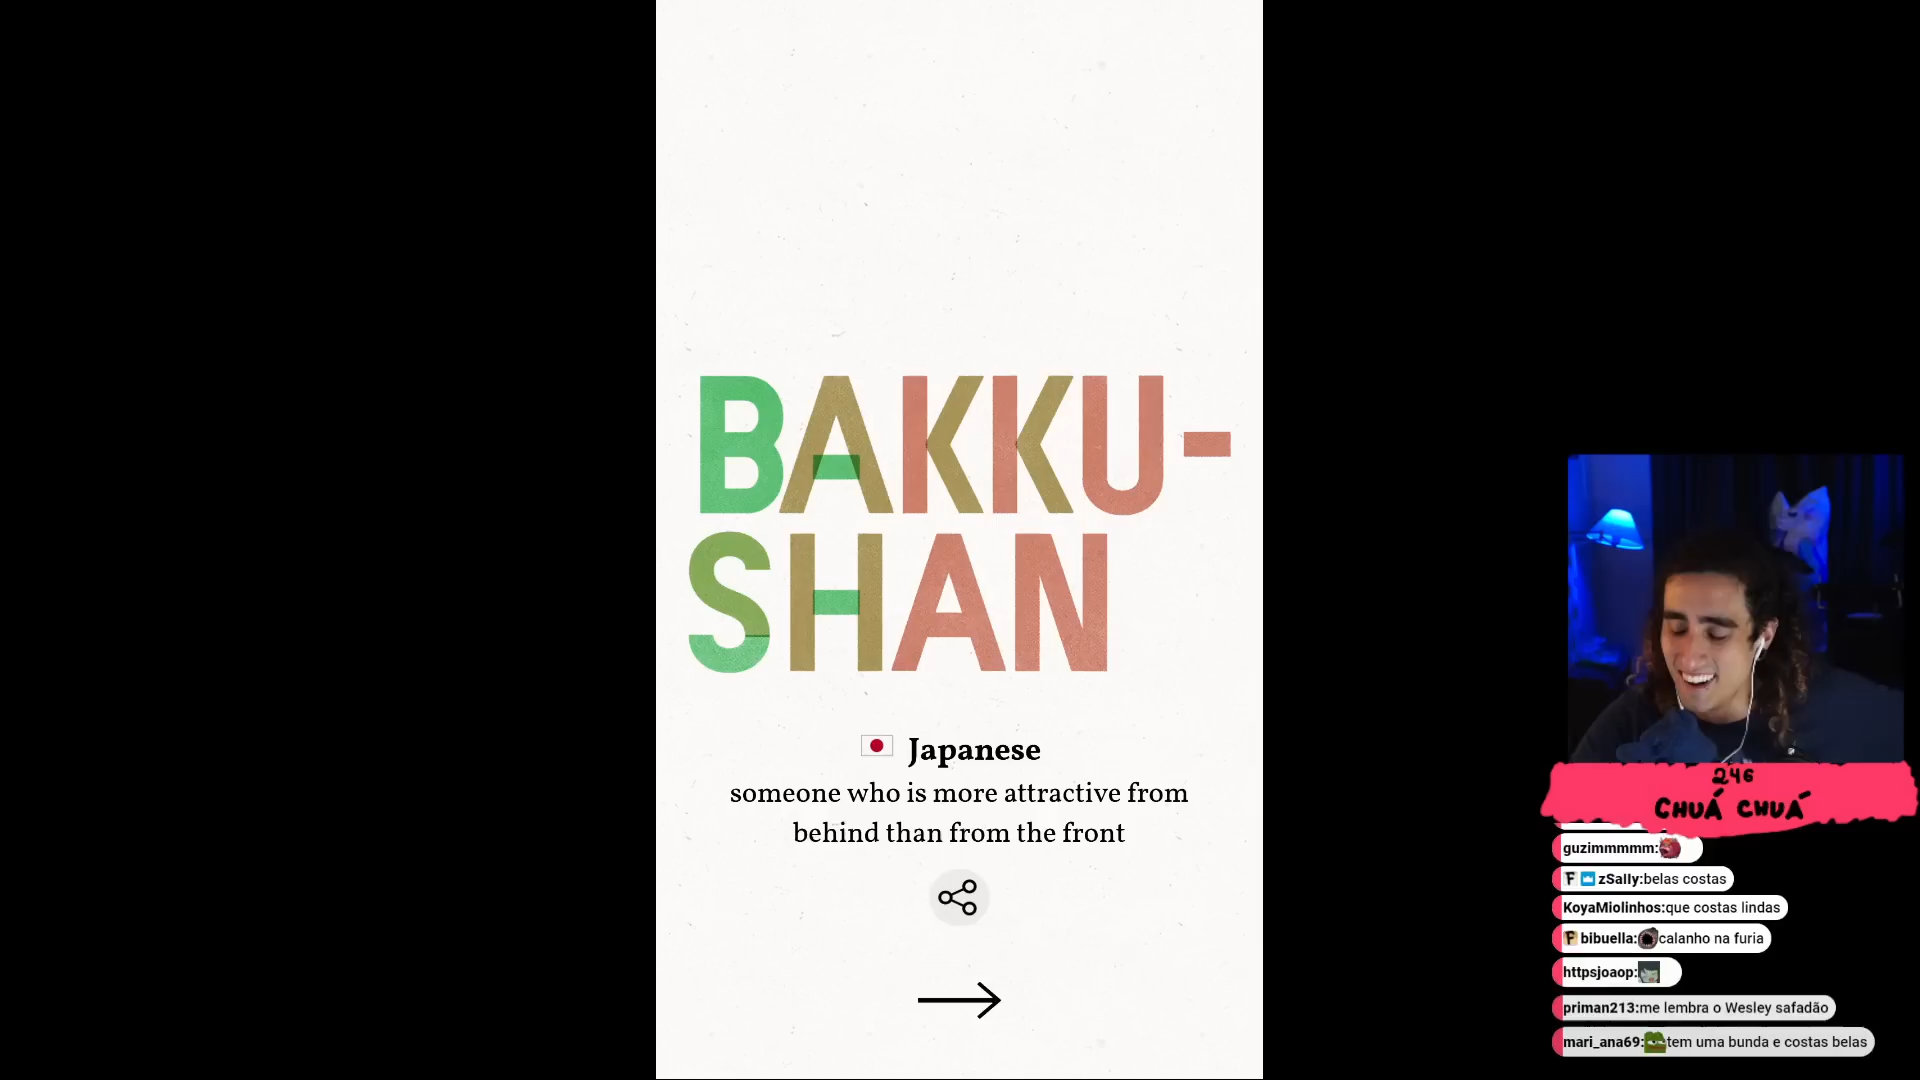 BAKKU-
SHAN
Japanese
someone who is more attractive from
behind than from the front
246
CHUÁ CHUÁ
guzimmmmm:
zSally:belas costas
KoyaMiolinhos:que costas lindas
bibuella:calanho na furia
httpsjoaop:
priman213:me lembra o Wesley safadão
mari_ana69:tem uma bunda e costas belas